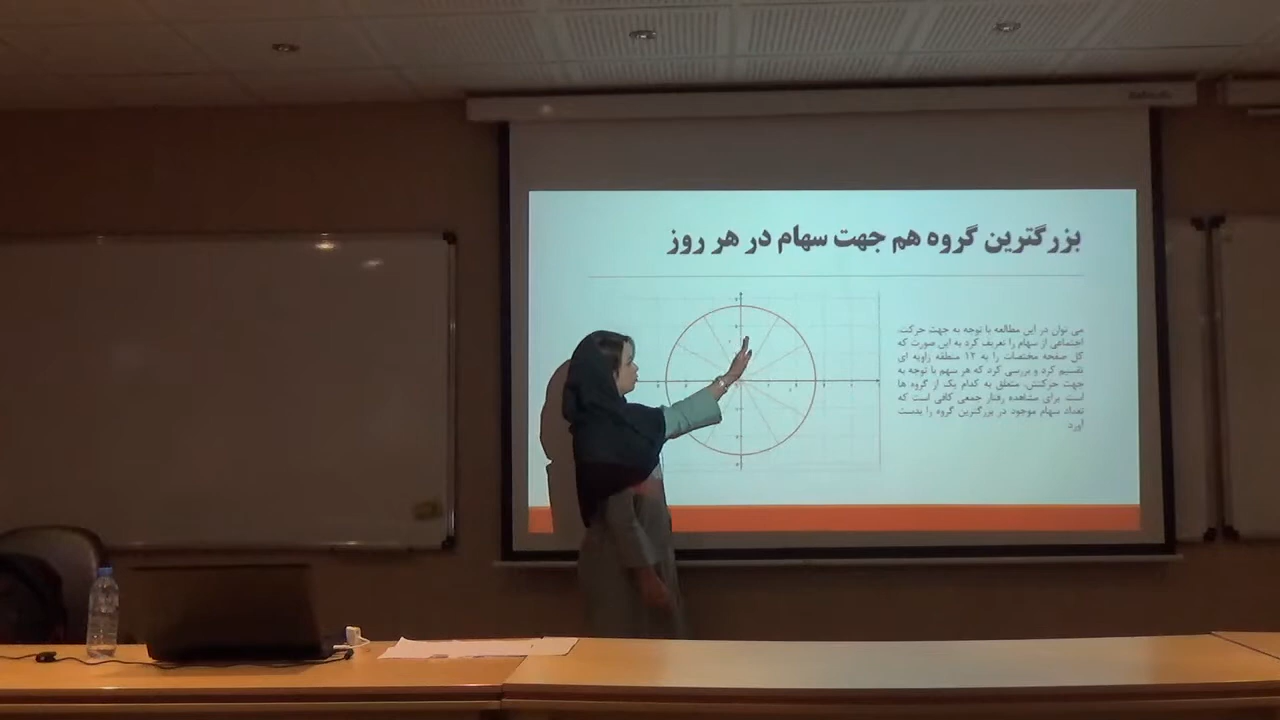 بزرگترین گروه هم جهت سهام در هر روز
می توان در این مطالعه با توجه به جهت حرکت،
اجتماعی از سهام را تعریف کرد به این صورت که
کل صفحه مختصات را به ۱۲ منطقه زاویه ای
تقسیم کرد و بررسی کرد که هر سهم با توجه به
جهت حرکتش، متعلق به کدام یک از گروه ها
است. برای مشاهده رفتار جمعی کافی است که
تعداد سهام موجود در بزرگترین گروه را بدست
آورد.